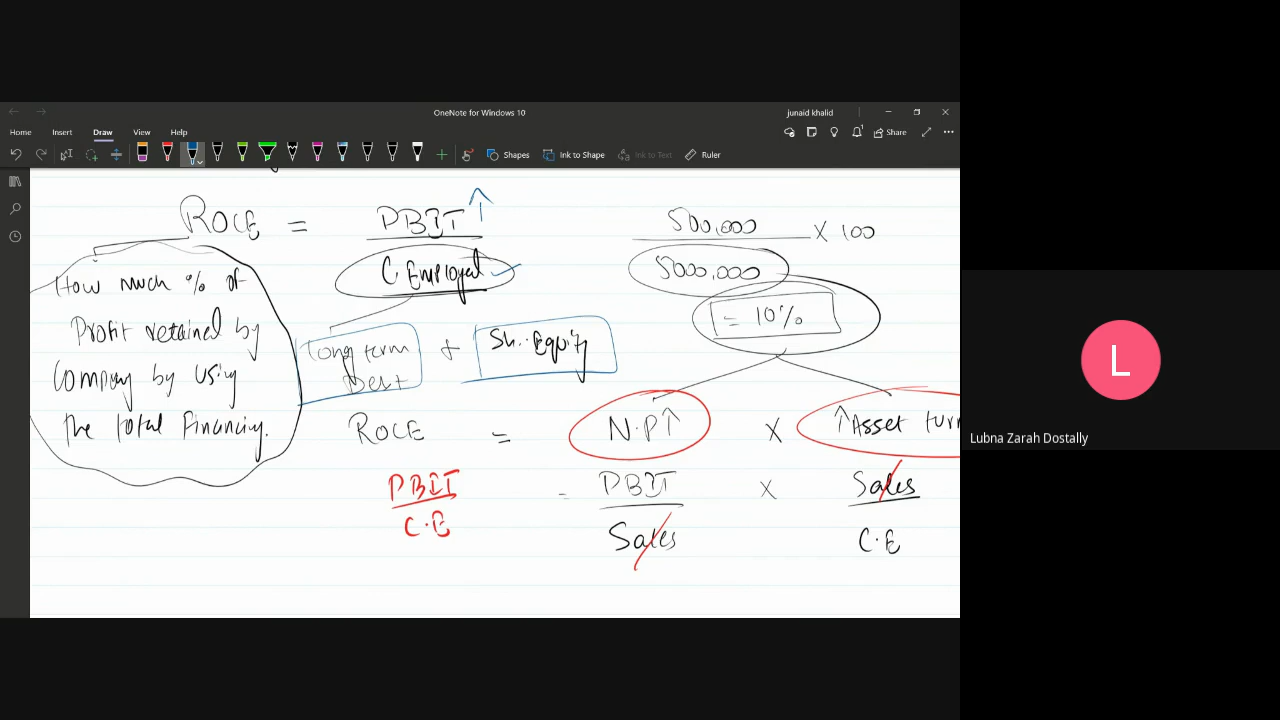 OneNote for Windows 10
junaid khalid
Home Insert Draw View Help
Share
Shapes Ink to Shape Ink to Text Ruler
ROCE = PBIT
C Employed
500,000
5000,000
X 100
= 10%
How much % of
Profit retained by
Company by using
the total Financing.
Long term
Debt
+ Sh. Equity
ROCE = N.P↑ X ↑Asset turn
PBIT
C.E
= PBIT
Sales
X Sales
C.E
L
Lubna Zarah Dostally